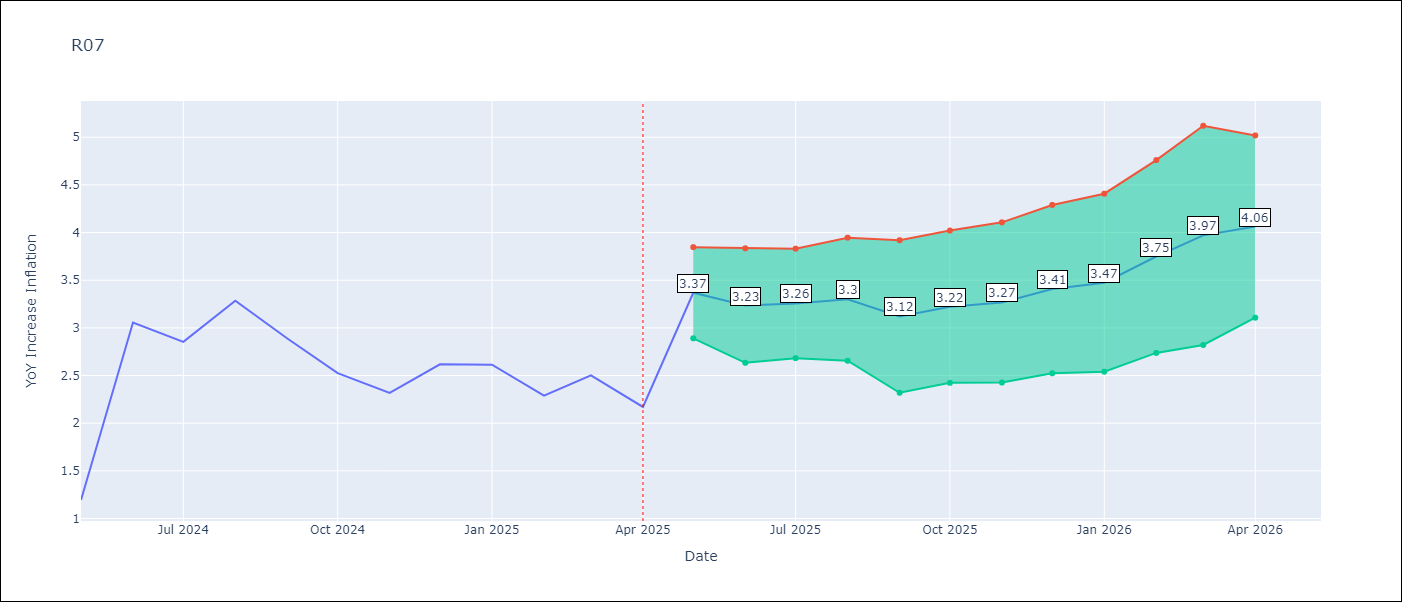 R07
YoY Increase Inflation
5
4.5
4
3.5
3
2.5
2
1.5
1
3.37
3.23
3.26
3.3
3.12
3.22
3.27
3.41
3.47
3.75
3.97
4.06
Jul 2024
Oct 2024
Jan 2025
Apr 2025
Jul 2025
Oct 2025
Jan 2026
Apr 2026
Date